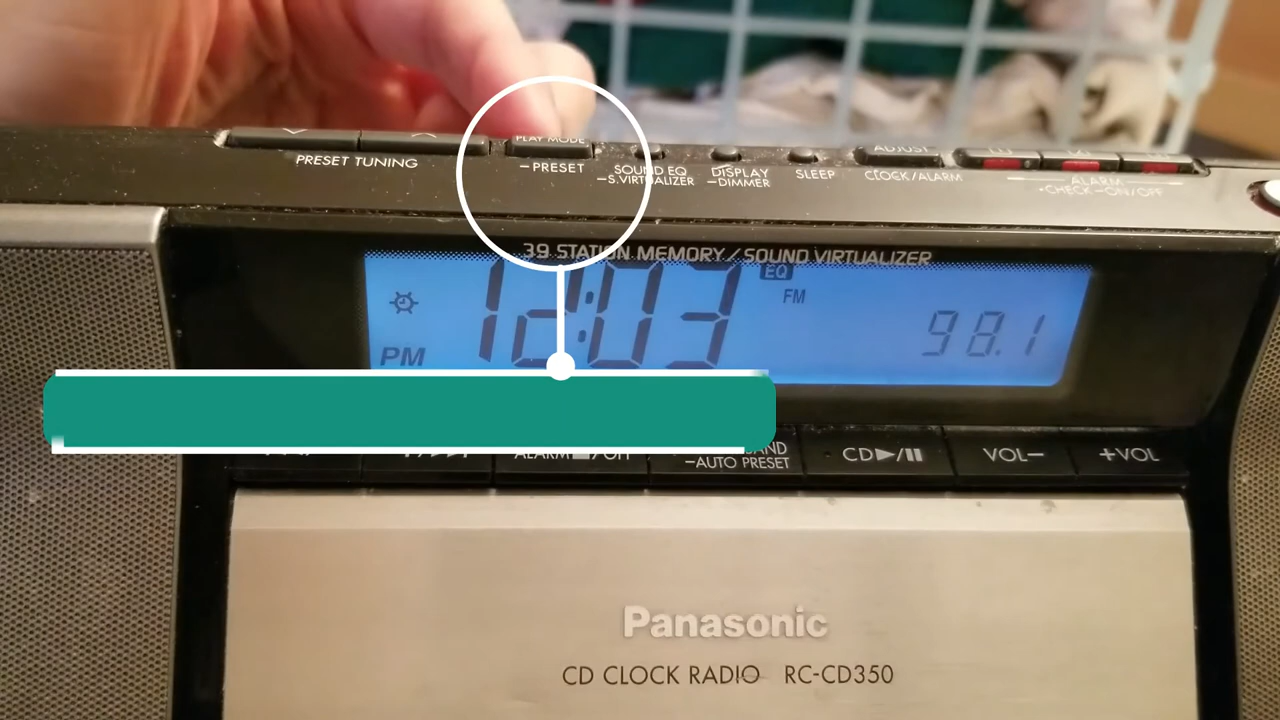 PLAY MODE
ADJUST
PRESET TUNING
–PRESET
SOUND EQ
–S.VIRTUALIZER
DISPLAY
–DIMMER
SLEEP
CLOCK/ALARM
ALARM
•CHECK –ON/OFF
39 STATION MEMORY/SOUND VIRTUALIZER
EQ
FM
PM 12:03 98.1
ALARM /OFF
–AUTO PRESET
CD▶/⏸
VOL–
+VOL
Panasonic
CD CLOCK RADIO RC-CD350